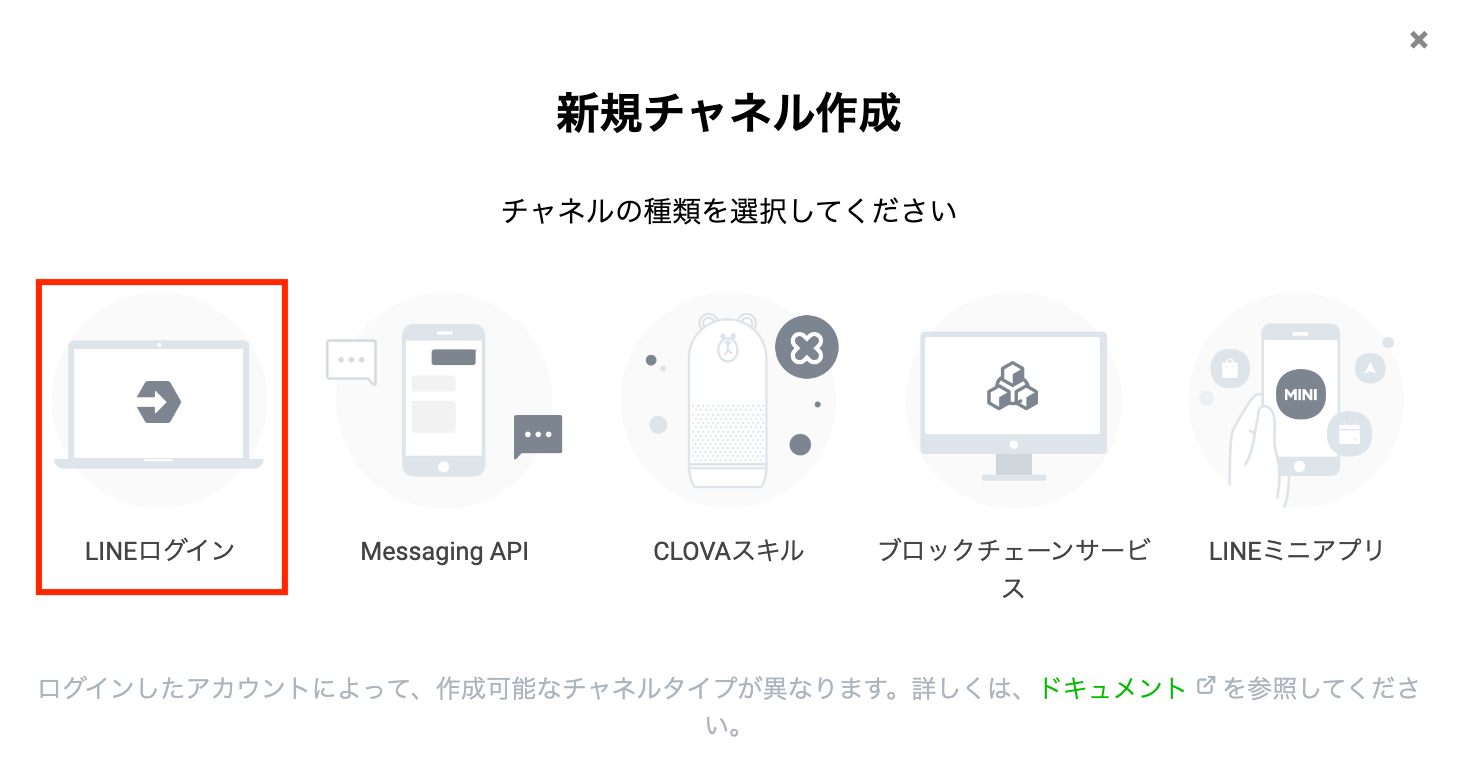 新規チャネル作成
チャネルの種類を選択してください
MINI
LINEログイン
Messaging API
CLOVAスキル
ブロックチェーンサービ
ス
LINEミニアプリ
ログインしたアカウントによって、作成可能なチャネルタイプが異なります。詳しくは、ドキュメント を参照してくださ
い。